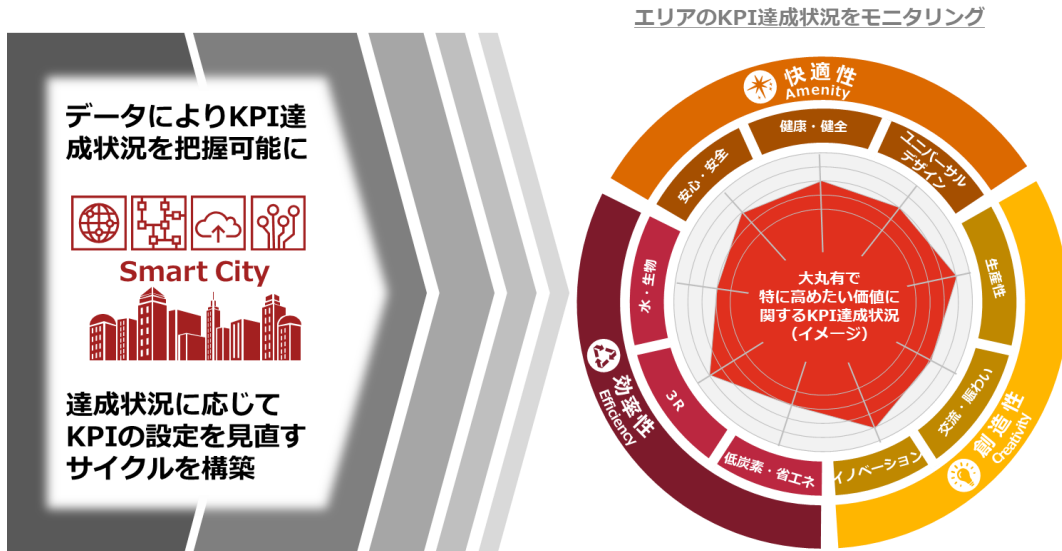 エリアのKPI達成状況をモニタリング
データによりKPI達
成状況を把握可能に
Smart City
達成状況に応じて
KPIの設定を見直す
サイクルを構築
快適性
Amenity
安心・安全
健康・健全
ユニバーサル
デザイン
創造性
Creativity
生産性
交流・賑わい
イノベーション
効率性
Efficiency
低炭素・省エネ
3R
水・生物
大丸有で
特に高めたい価値に
関するKPI達成状況
（イメージ）